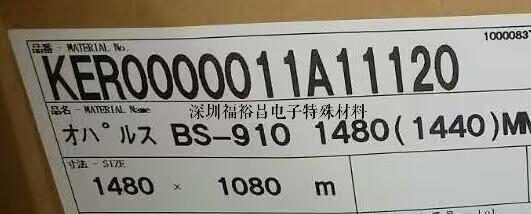 品番 - MATERIAL No.
1000083
KER0000011A11120
品名 - MATERIAL Name
深圳福裕昌电子特殊材料
オパルス BS-910 1480(1440)MM
寸法 - SIZE
1480 × 1080 m